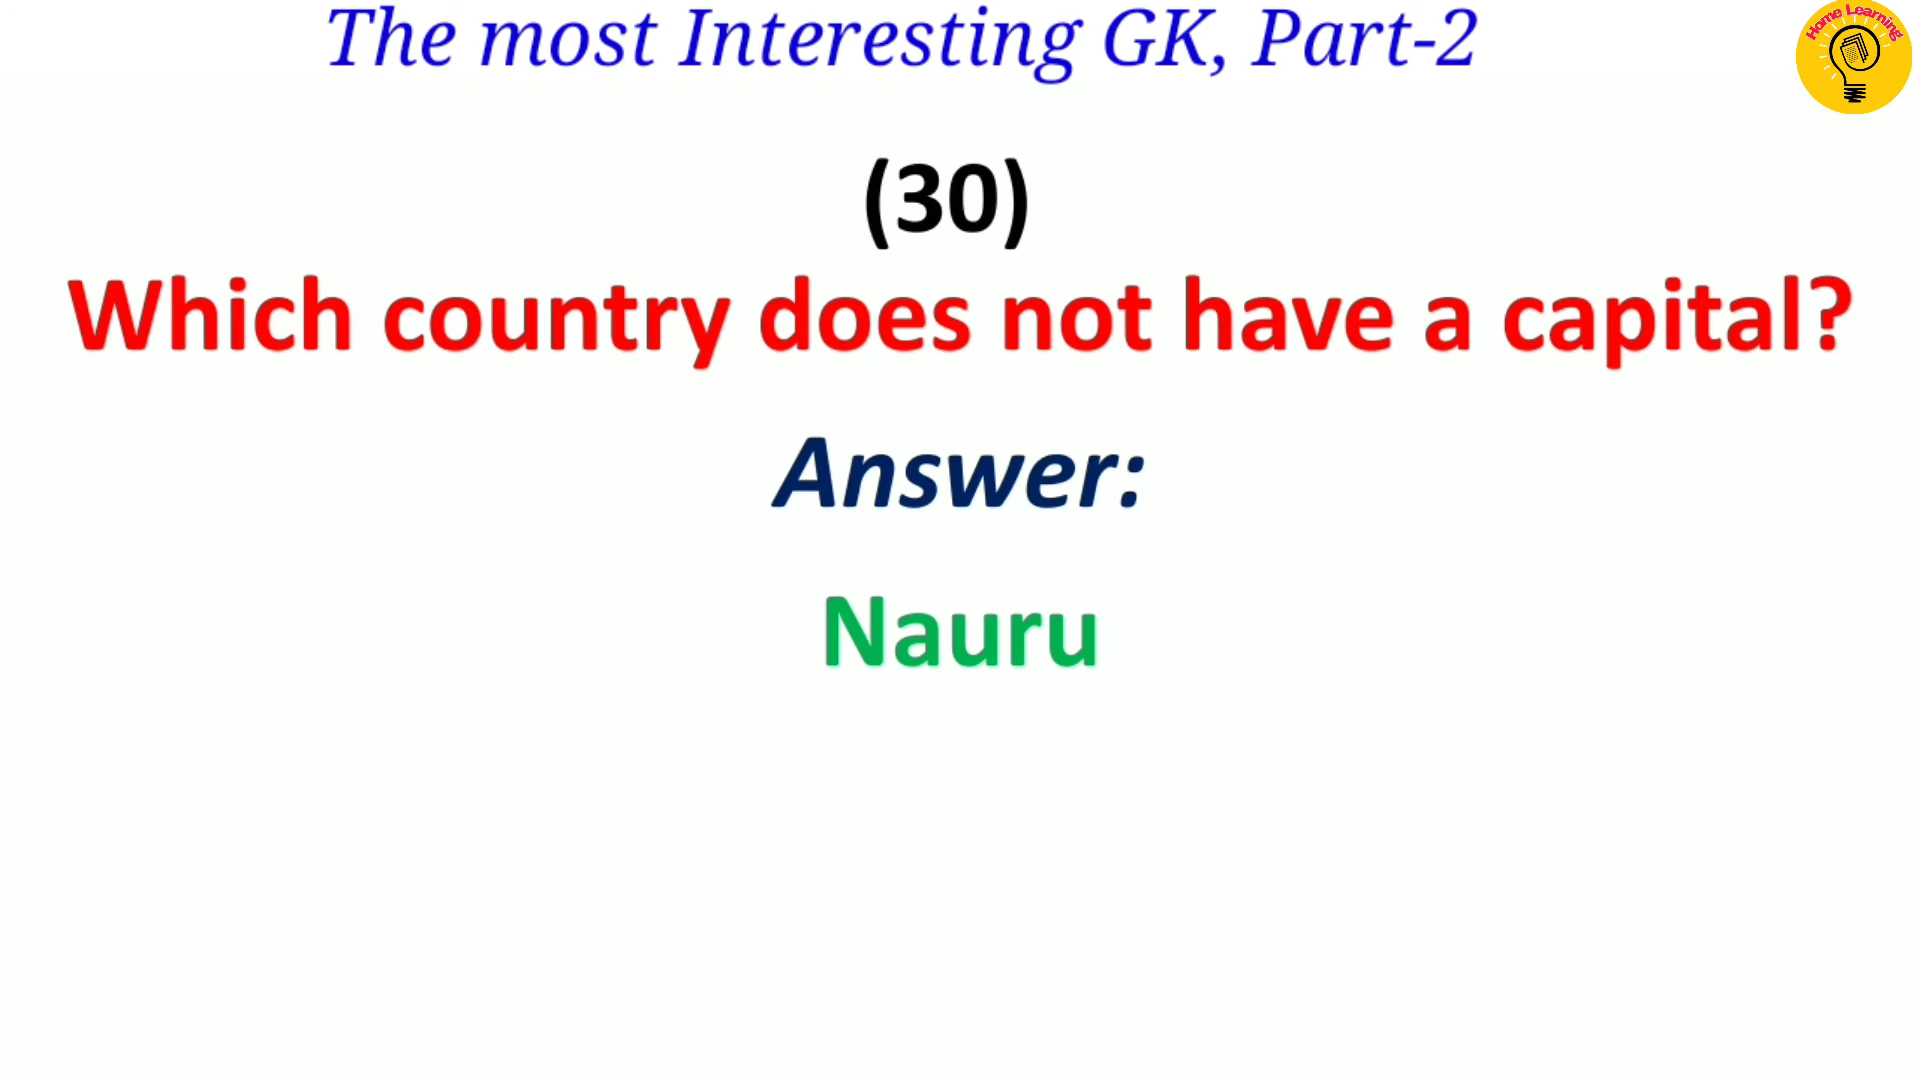 The most Interesting GK, Part-2
Home Learning
(30)
Which country does not have a capital?
Answer:
Nauru